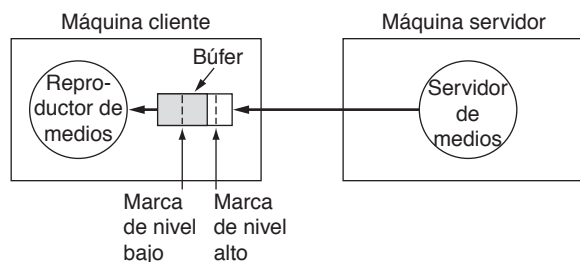 Máquina cliente
Máquina servidor
Búfer
Repro-
ductor de
medios
Servidor
de
medios
Marca
de nivel
bajo
Marca
de nivel
alto